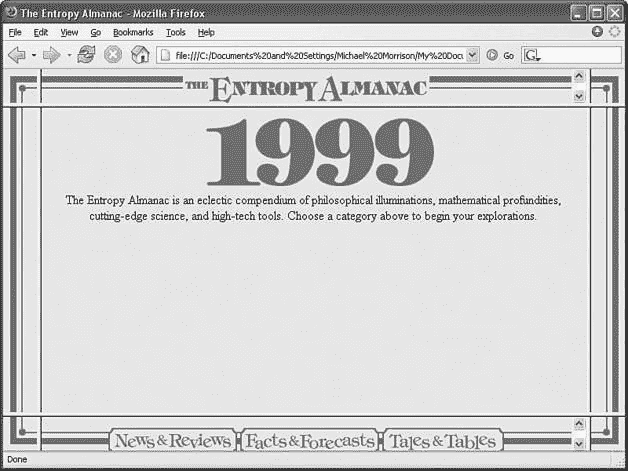 The Entropy Almanac - Mozilla Firefox
File Edit View Go Bookmarks Tools Help
file:///C:/Documents%20and%20Settings/Michael%20Morrison/My%20Docu Go G
THE ENTROPY ALMANAC
1999
The Entropy Almanac is an eclectic compendium of philosophical illuminations, mathematical profundities,
cutting-edge science, and high-tech tools. Choose a category above to begin your explorations.
News & Reviews Facts & Forecasts Tales & Tables
Done